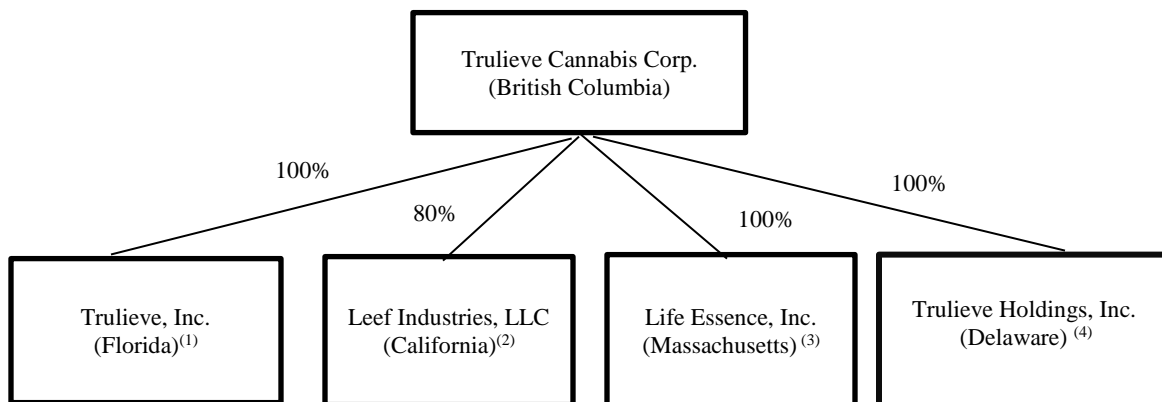 Trulieve Cannabis Corp.
(British Columbia)
100%
80%
100%
100%
Trulieve, Inc.
(Florida)(1)
Leef Industries, LLC
(California)(2)
Life Essence, Inc.
(Massachusetts) (3)
Trulieve Holdings, Inc.
(Delaware) (4)